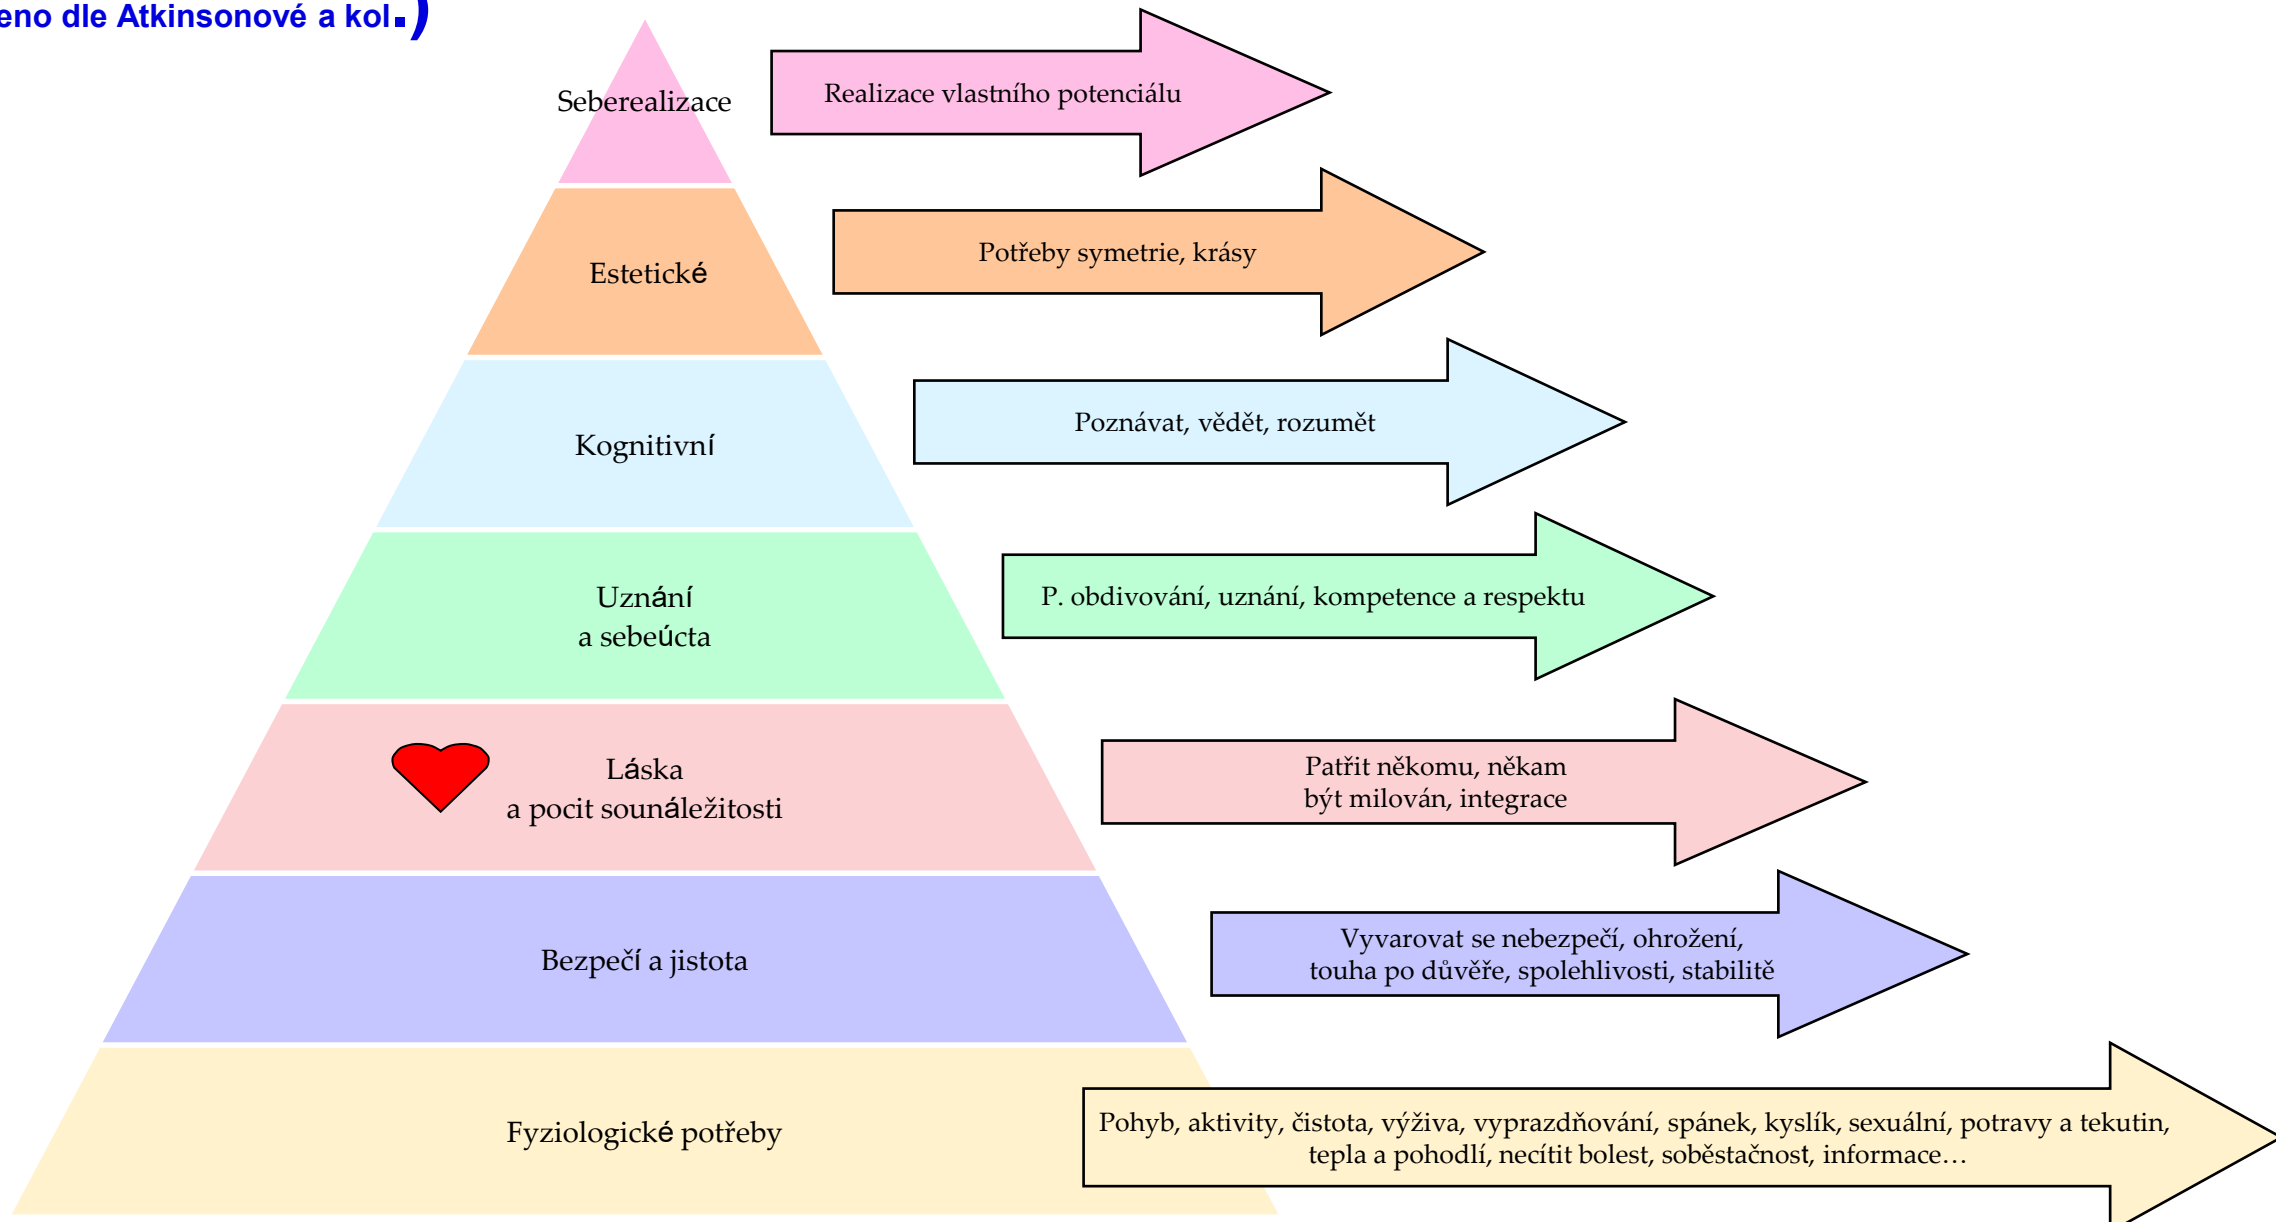 eno dle Atkinsonové a kol.)
Seberealizace
Realizace vlastního potenciálu
Estetické
Potřeby symetrie, krásy
Kognitivní
Poznávat, vědět, rozumět
Uznání
a sebeúcta
P. obdivování, uznání, kompetence a respektu
Láska
a pocit sounáležitosti
Patřit někomu, někam
být milován, integrace
Bezpečí a jistota
Vyvarovat se nebezpečí, ohrožení,
touha po důvěře, spolehlivosti, stabilitě
Fyziologické potřeby
Pohyb, aktivity, čistota, výživa, vyprazdňování, spánek, kyslík, sexuální, potravy a tekutin,
tepla a pohodlí, necítit bolest, soběstačnost, informace…